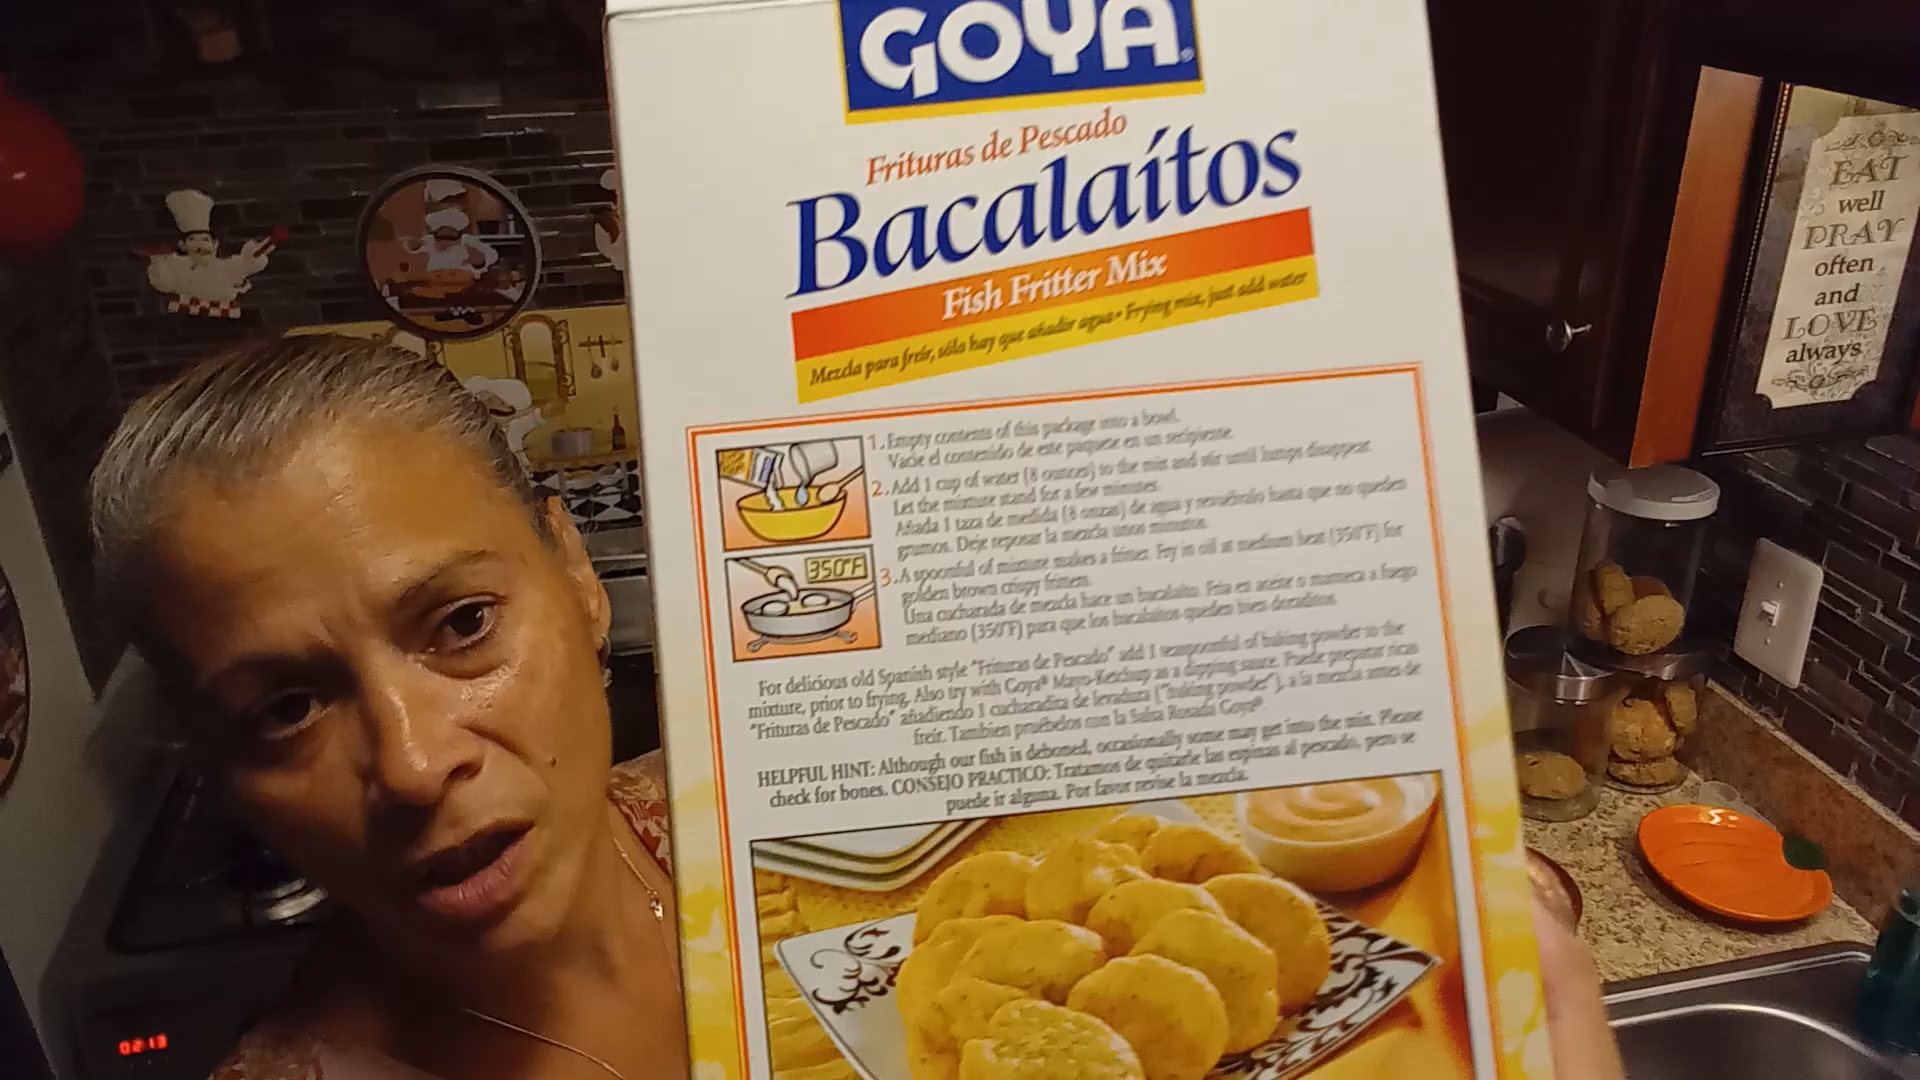 GOYA®
Frituras de Pescado
Bacalaítos
Fish Fritter Mix
Mezcla para freír, sólo hay que añadir agua • Frying mix, just add water
1. Empty contents of this package into a bowl.
Vacíe el contenido de este paquete en un recipiente.
2. Add 1 cup of water (8 ounces) to the mix and stir until lumps disappear.
Let the mixture stand for a few minutes.
Añada 1 taza de medida (8 onzas) de agua y revuélvalo hasta que no queden
grumos. Deje reposar la mezcla unos minutos.
350°F
3. A spoonful of mixture makes a fritter. Fry in oil at medium heat (350°F) for
golden brown crispy fritters.
Una cucharada de mezcla hace un bacalaíto. Fría en aceite o manteca a fuego
mediano (350°F) para que los bacalaítos queden bien doraditos.
For delicious old Spanish style "Frituras de Pescado" add 1 teaspoonful of baking powder to the
mixture, prior to frying. Also try with Goya® Mayo-Ketchup as a dipping sauce. Puede preparar ricas
"Frituras de Pescado" añadiendo 1 cucharadita de levadura ("baking powder"), a la mezcla antes de
freír. Tambien pruébelos con la Salsa Rosada Goya®.
HELPFUL HINT: Although our fish is deboned, occasionally some may get into the mix. Please
check for bones. CONSEJO PRACTICO: Tratamos de quitarle las espinas al pescado, pero se
puede ir alguna. Por favor revise la mezcla.
EAT
well
PRAY
often
and
LOVE
always
02:13